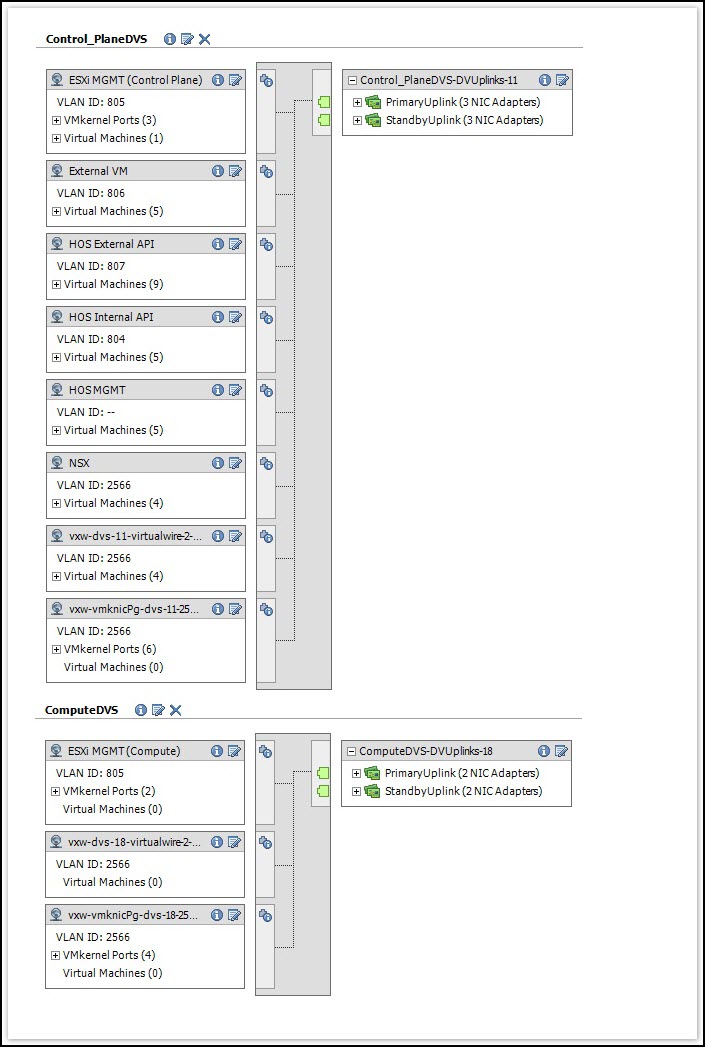 Control_PlaneDVS
ESXi MGMT (Control Plane)
VLAN ID: 805
VMkernel Ports (3)
Virtual Machines (1)
External VM
VLAN ID: 806
Virtual Machines (5)
HOS External API
VLAN ID: 807
Virtual Machines (9)
HOS Internal API
VLAN ID: 804
Virtual Machines (5)
HOS MGMT
VLAN ID: --
Virtual Machines (5)
NSX
VLAN ID: 2566
Virtual Machines (4)
vxw-dvs-11-virtualwire-2-...
VLAN ID: 2566
Virtual Machines (4)
vxw-vmknicPg-dvs-11-25...
VLAN ID: 2566
VMkernel Ports (6)
Virtual Machines (0)
Control_PlaneDVS-DVUplinks-11
PrimaryUplink (3 NIC Adapters)
StandbyUplink (3 NIC Adapters)
ComputeDVS
ESXi MGMT (Compute)
VLAN ID: 805
VMkernel Ports (2)
Virtual Machines (0)
vxw-dvs-18-virtualwire-2-...
VLAN ID: 2566
Virtual Machines (0)
vxw-vmknicPg-dvs-18-25...
VLAN ID: 2566
VMkernel Ports (4)
Virtual Machines (0)
ComputeDVS-DVUplinks-18
PrimaryUplink (2 NIC Adapters)
StandbyUplink (2 NIC Adapters)